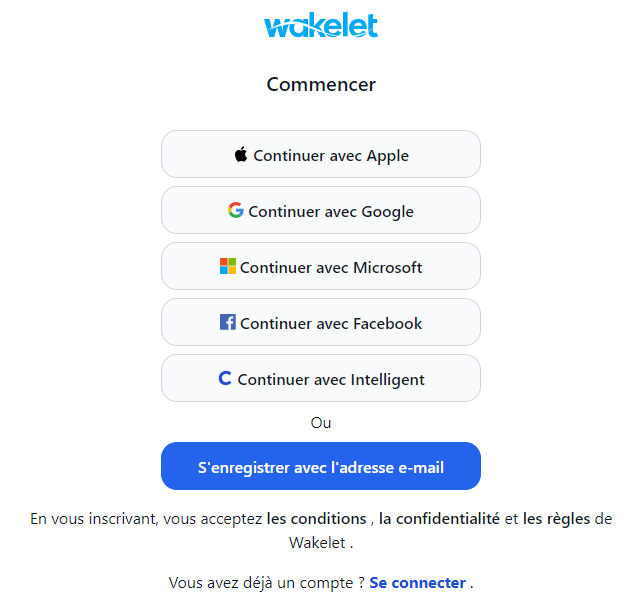 wakelet
Commencer
Continuer avec Apple
Continuer avec Google
Continuer avec Microsoft
Continuer avec Facebook
Continuer avec Intelligent
Ou
S'enregistrer avec l'adresse e-mail
En vous inscrivant, vous acceptez les conditions , la confidentialité et les règles de
Wakelet .
Vous avez déjà un compte ? Se connecter .